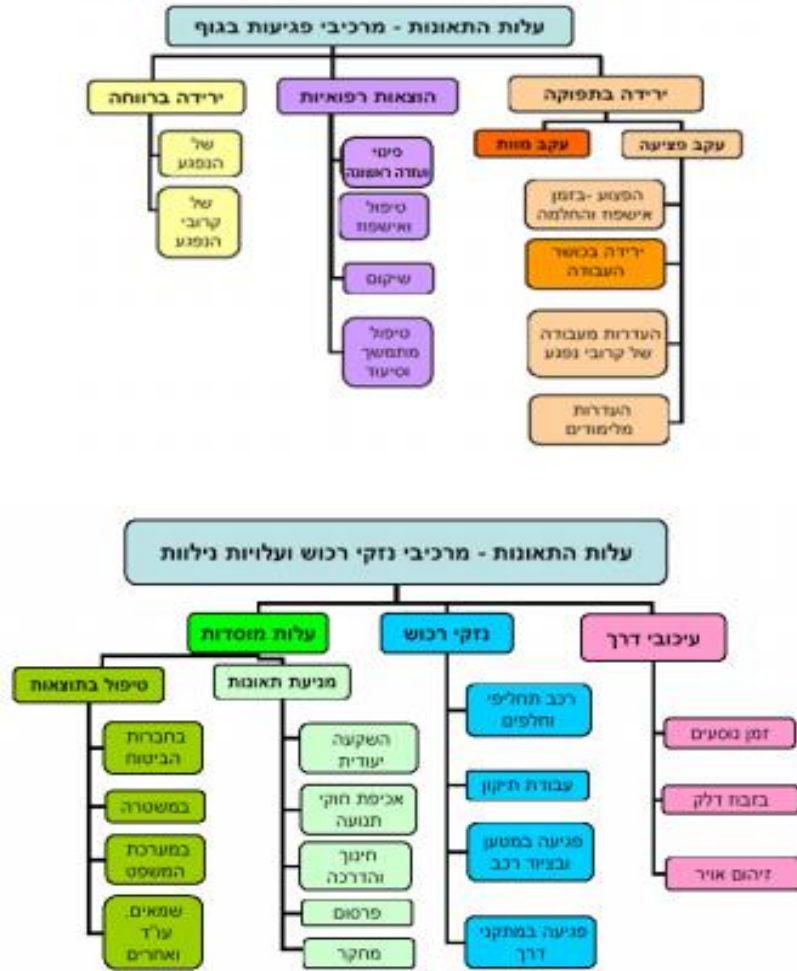 עלות התאונות - מרכיבי פגיעות בגוף
ירידה בתפוקה
עקב פציעה
הפצוע -בזמן
אישפוז והחלמה
ירידה בכושר
העבודה
העדרות מעבודה
של קרובי נפגע
העדרות
מלימודים
עקב מוות
הוצאות רפואיות
פינוי
ועזרה ראשונה
טיפול
ואישפוז
שיקום
טיפול
מתמשך
וסיעוד
ירידה ברווחה
של
הנפגע
של
קרובי
הנפגע
עלות התאונות - מרכיבי נזקי רכוש ועלויות נילוות
עיכובי דרך
זמן נוסעים
בזבוז דלק
זיהום אויר
נזקי רכוש
רכב תחליפי
וחלפים
עבודת תיקון
פגיעה במטען
ובציוד רכב
פגיעה במתקני
דרך
עלות מוסדות
מניעת תאונות
השקעה
יעודית
אכיפת חוקי
תנועה
חינוך
והדרכה
פרסום
מחקר
טיפול בתוצאות
בחברות
הביטוח
במשטרה
במערכת
המשפט
שמאים,
עו"ד
ואחרים